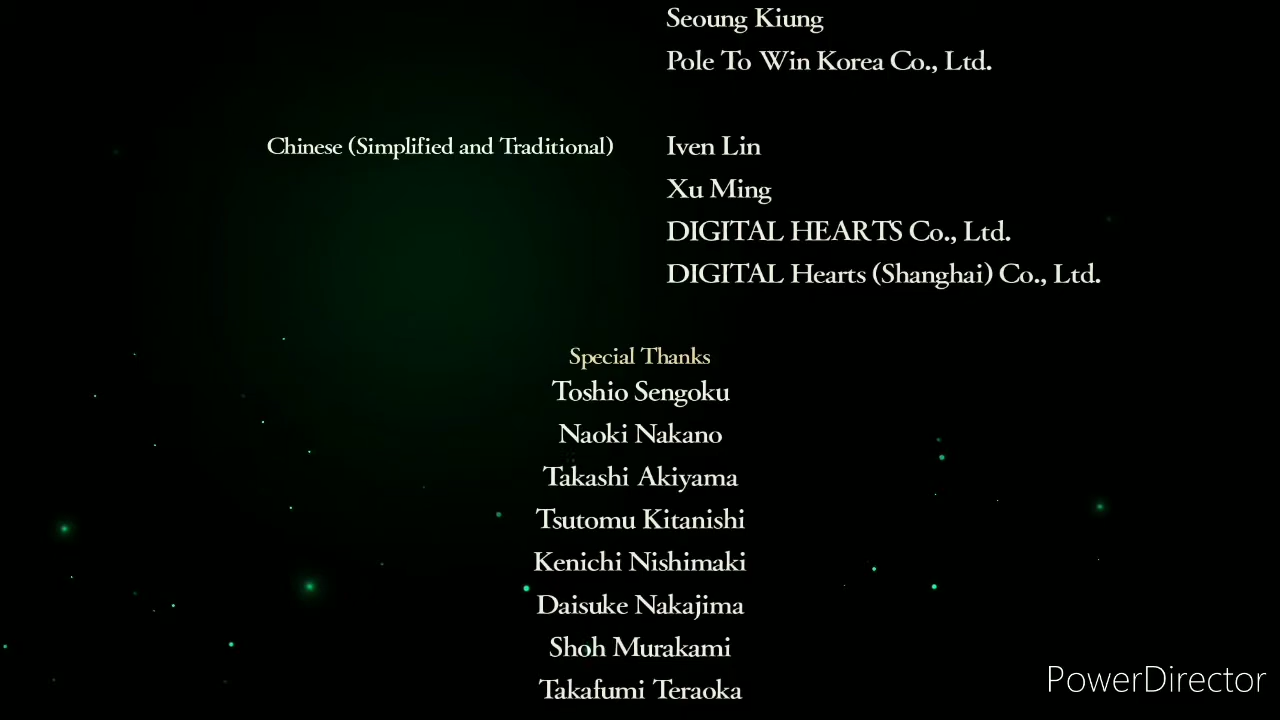 Seoung Kiung
Pole To Win Korea Co., Ltd.
Chinese (Simplified and Traditional) Iven Lin
Xu Ming
DIGITAL HEARTS Co., Ltd.
DIGITAL Hearts (Shanghai) Co., Ltd.
Special Thanks
Toshio Sengoku
Naoki Nakano
Takashi Akiyama
Tsutomu Kitanishi
Kenichi Nishimaki
Daisuke Nakajima
Shoh Murakami
Takafumi Teraoka
PowerDirector